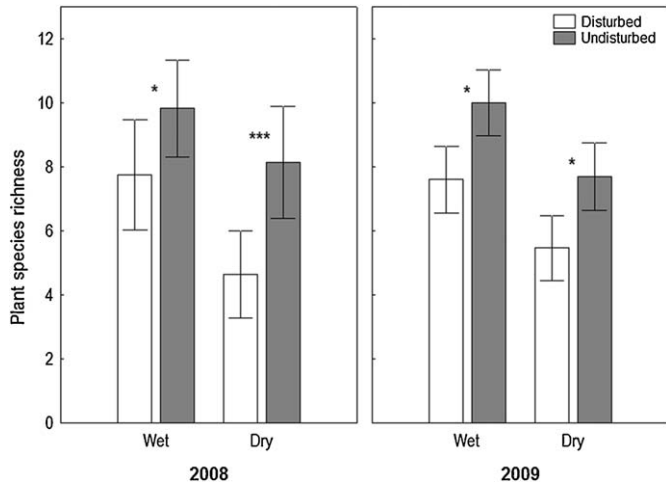 Disturbed
Undisturbed
Plant species richness
12
10
8
6
4
2
0
*
***
*
*
Wet
Dry
Wet
Dry
2008
2009